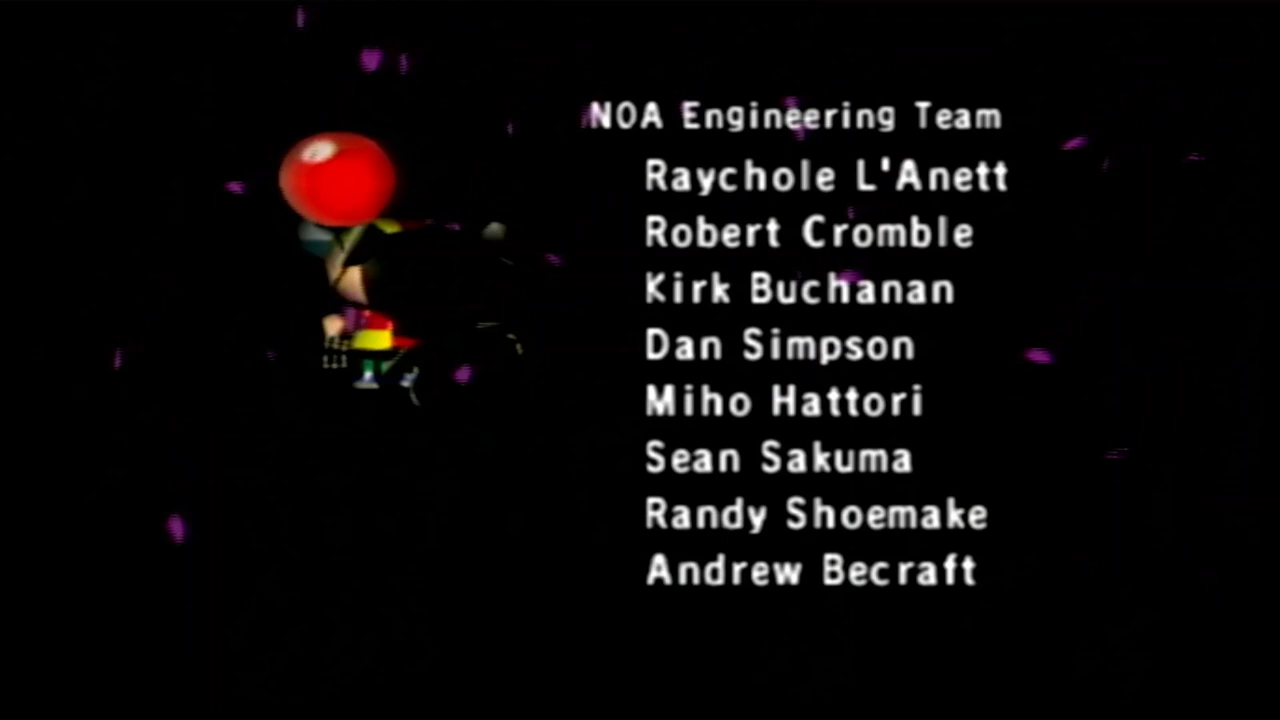 NOA Engineering Team
Raychole L'Anett
Robert Cromble
Kirk Buchanan
Dan Simpson
Miho Hattori
Sean Sakuma
Randy Shoemake
Andrew Becraft